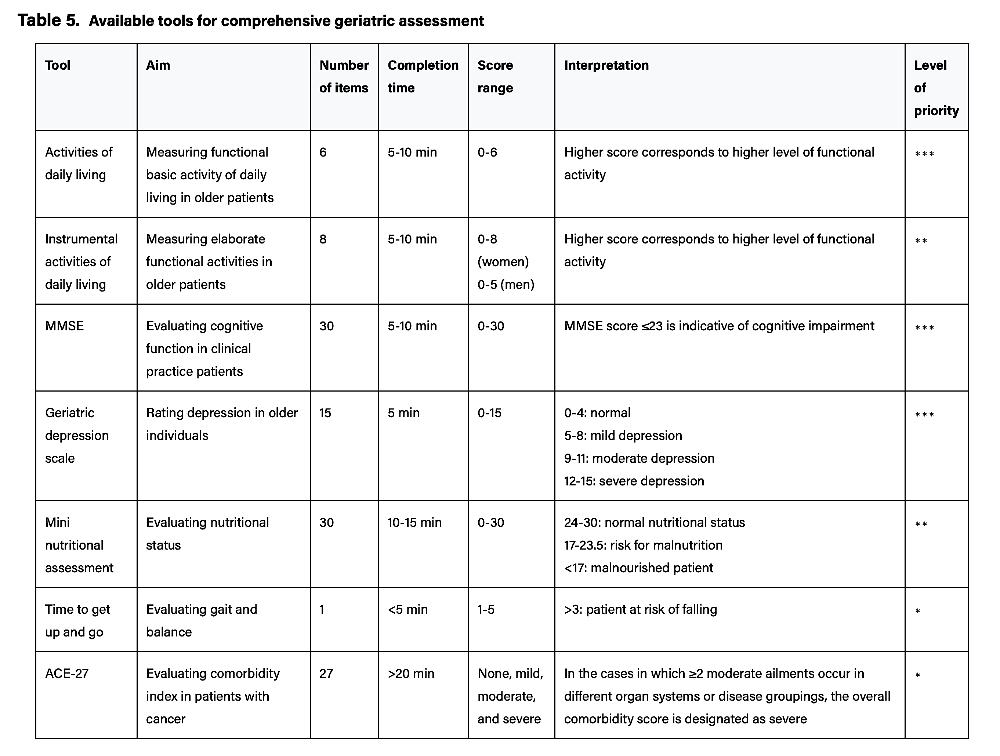 Table 5. Available tools for comprehensive geriatric assessment
Tool
Aim
Number
of items
Completion
time
Score
range
Interpretation
Level
of
priority
Activities of
daily living
Measuring functional
basic activity of daily
living in older patients
6
5-10 min
0-6
Higher score corresponds to higher level of functional
activity
***
Instrumental
activities of
daily living
Measuring elaborate
functional activities in
older patients
8
5-10 min
0-8
(women)
0-5 (men)
Higher score corresponds to higher level of functional
activity
**
MMSE
Evaluating cognitive
function in clinical
practice patients
30
5-10 min
0-30
MMSE score ≤23 is indicative of cognitive impairment
***
Geriatric
depression
scale
Rating depression in older
individuals
15
5 min
0-15
0-4: normal
5-8: mild depression
9-11: moderate depression
12-15: severe depression
***
Mini
nutritional
assessment
Evaluating nutritional
status
30
10-15 min
0-30
24-30: normal nutritional status
17-23.5: risk for malnutrition
<17: malnourished patient
**
Time to get
up and go
Evaluating gait and
balance
1
<5 min
1-5
>3: patient at risk of falling
*
ACE-27
Evaluating comorbidity
index in patients with
cancer
27
>20 min
None, mild,
moderate,
and severe
In the cases in which ≥2 moderate ailments occur in
different organ systems or disease groupings, the overall
comorbidity score is designated as severe
*